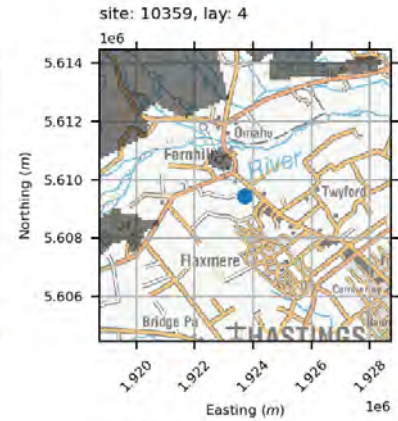 site: 10359, lay: 4
1e6
5.614
5.612
5.610
5.608
5.606
Northing (m)
Omahu
Fernhill
River
Twyford
Flaxmere
Camberley
Bridge Pa
HASTINGS
1.920
1.922
1.924
1.926
1.928
1e6
Easting (m)